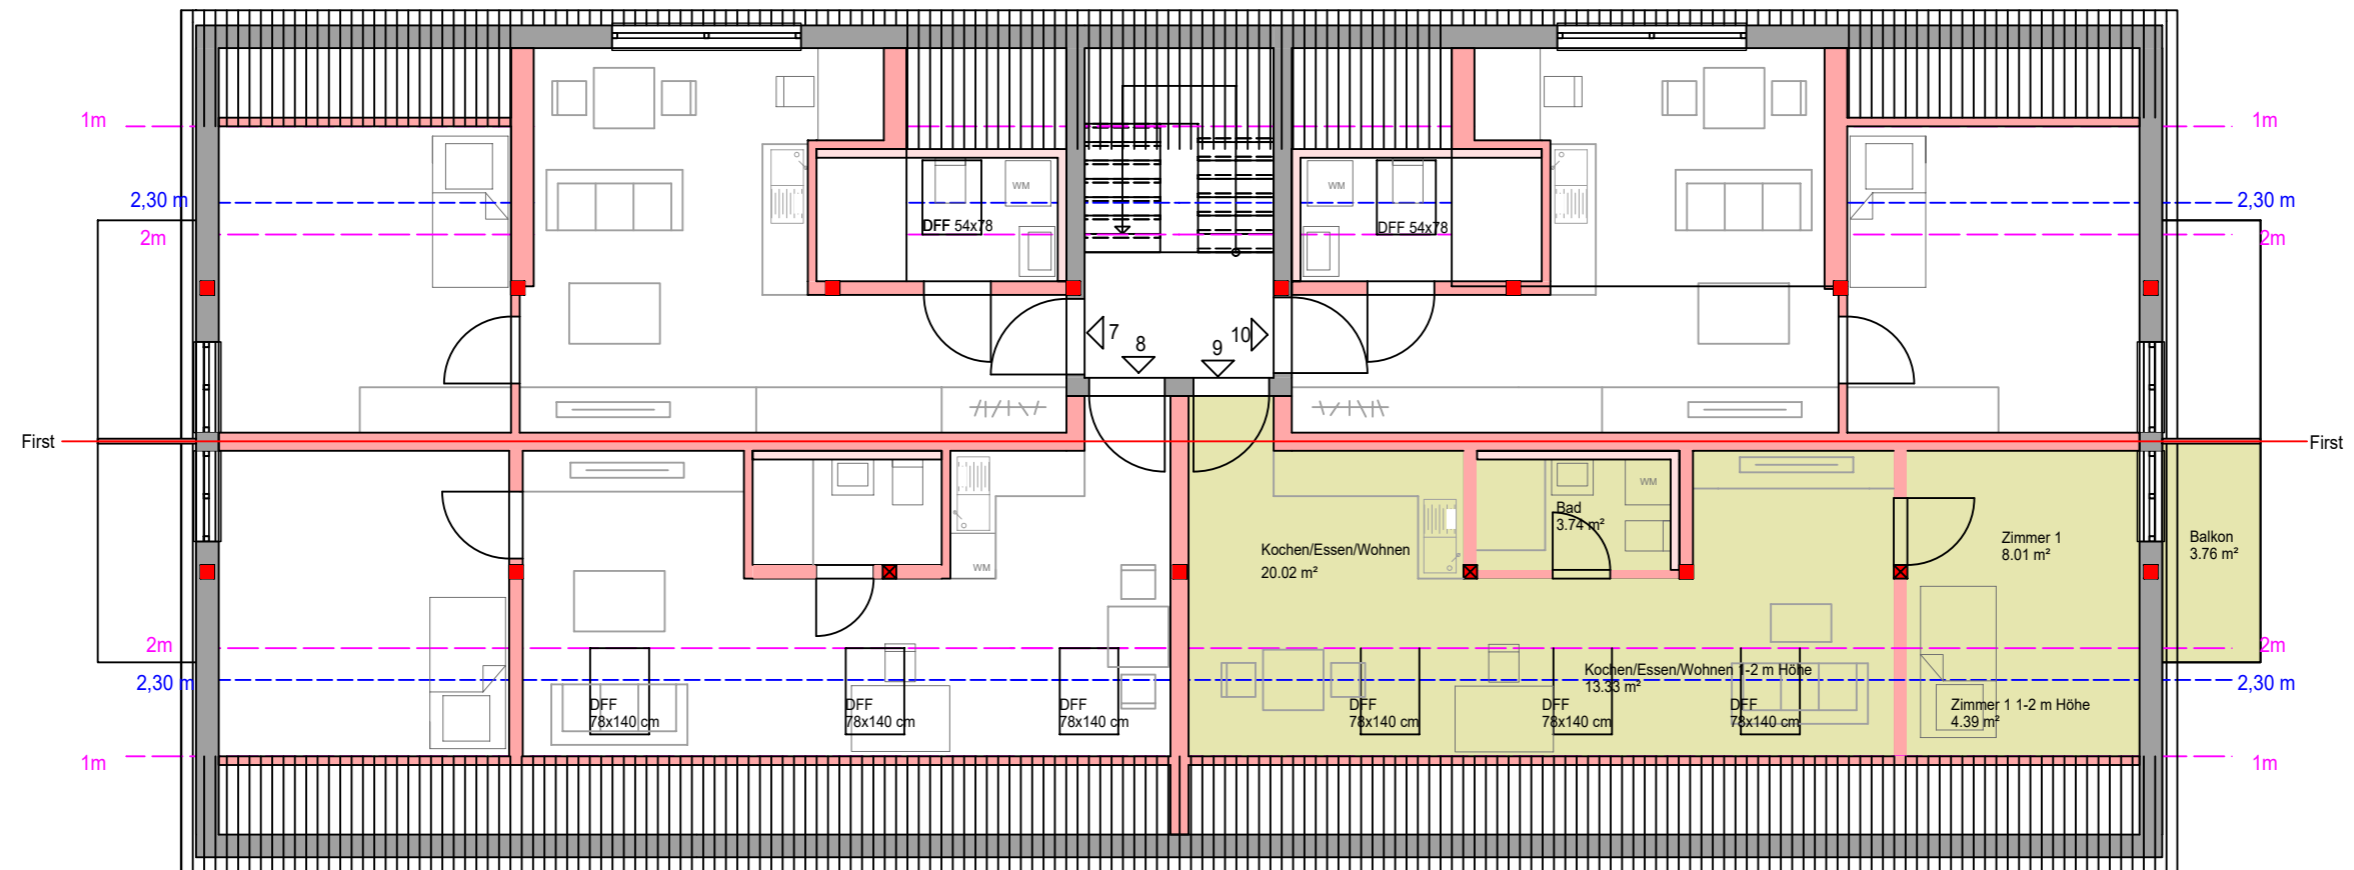 1m
1m
WM
WM
2,30 m
2,30 m
DFF 54x78
DFF 54x78
2m
2m
7
8
9
10
First
First
WM
Bad
3.74 m²
Kochen/Essen/Wohnen
20.02 m²
Zimmer 1
8.01 m²
Balkon
3.76 m²
WM
2m
2m
Kochen/Essen/Wohnen 1-2 m Höhe
13.33 m²
2,30 m
2,30 m
DFF
78x140 cm
DFF
78x140 cm
DFF
78x140 cm
DFF
78x140 cm
DFF
78x140 cm
DFF
78x140 cm
Zimmer 1 1-2 m Höhe
4.39 m²
1m
1m